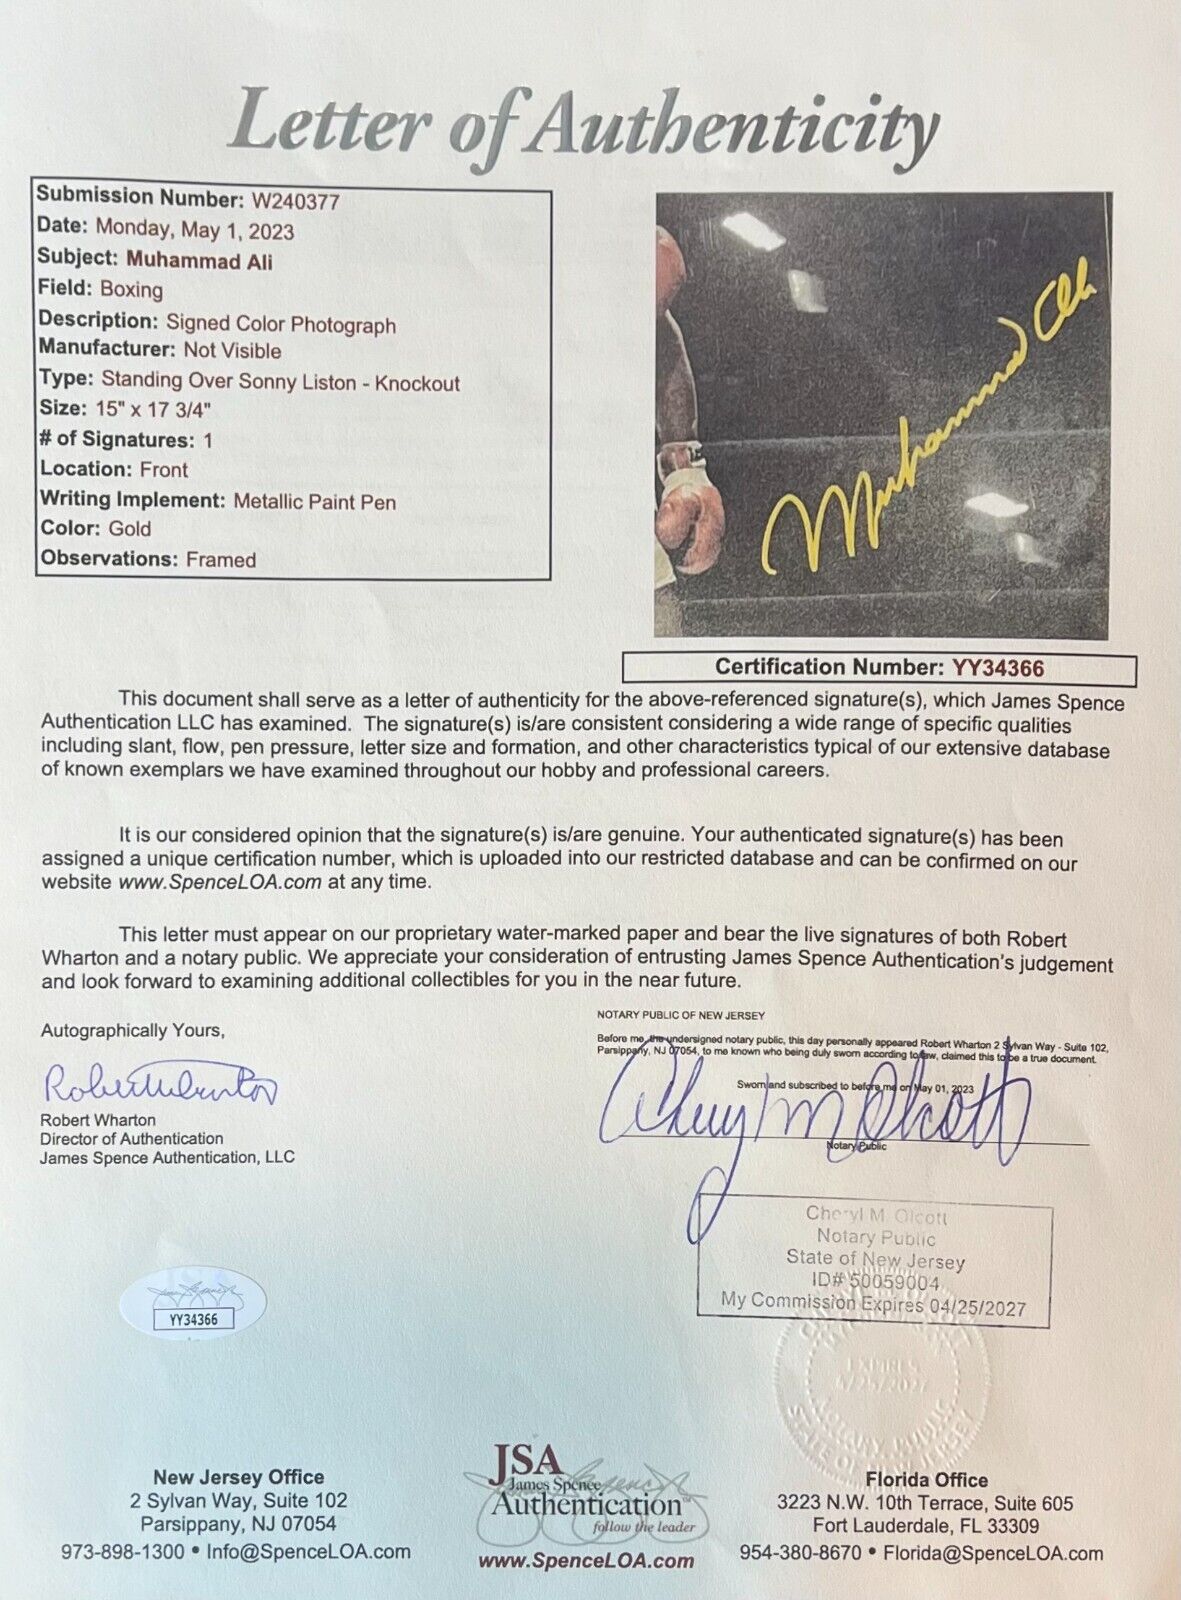 Letter of Authenticity
Submission Number: W240377
Date: Monday, May 1, 2023
Subject: Muhammad Ali
Field: Boxing
Description: Signed Color Photograph
Manufacturer: Not Visible
Type: Standing Over Sonny Liston - Knockout
Size: 15" x 17 3/4"
# of Signatures: 1
Location: Front
Writing Implement: Metallic Paint Pen
Color: Gold
Observations: Framed
Muhammad Ali
Certification Number: YY34366
This document shall serve as a letter of authenticity for the above-referenced signature(s), which James Spence
Authentication LLC has examined. The signature(s) is/are consistent considering a wide range of specific qualities
including slant, flow, pen pressure, letter size and formation, and other characteristics typical of our extensive database
of known exemplars we have examined throughout our hobby and professional careers.
It is our considered opinion that the signature(s) is/are genuine. Your authenticated signature(s) has been
assigned a unique certification number, which is uploaded into our restricted database and can be confirmed on our
website www.SpenceLOA.com at any time.
This letter must appear on our proprietary water-marked paper and bear the live signatures of both Robert
Wharton and a notary public. We appreciate your consideration of entrusting James Spence Authentication's judgement
and look forward to examining additional collectibles for you in the near future.
Autographically Yours,
Robert Wharton
Robert Wharton
Director of Authentication
James Spence Authentication, LLC
NOTARY PUBLIC OF NEW JERSEY
Before me, the undersigned notary public, this day personally appeared Robert Wharton 2 Sylvan Way - Suite 102,
Parsippany, NJ 07054, to me known who being duly sworn according to law, claimed this to be a true document.
Sworn and subscribed to before me on May 01, 2023
Cheryl M Olcott
Notary Public
Cheryl M. Olcott
Notary Public
State of New Jersey
ID# 50059004
My Commission Expires 04/25/2027
EXPIRES
4/25/2027
NOTARY PUBLIC
STATE OF NEW JERSEY
YY34366
New Jersey Office
2 Sylvan Way, Suite 102
Parsippany, NJ 07054
973-898-1300 • Info@SpenceLOA.com
JSA
James Spence
Authentication™
follow the leader
www.SpenceLOA.com
Florida Office
3223 N.W. 10th Terrace, Suite 605
Fort Lauderdale, FL 33309
954-380-8670 • Florida@SpenceLOA.com